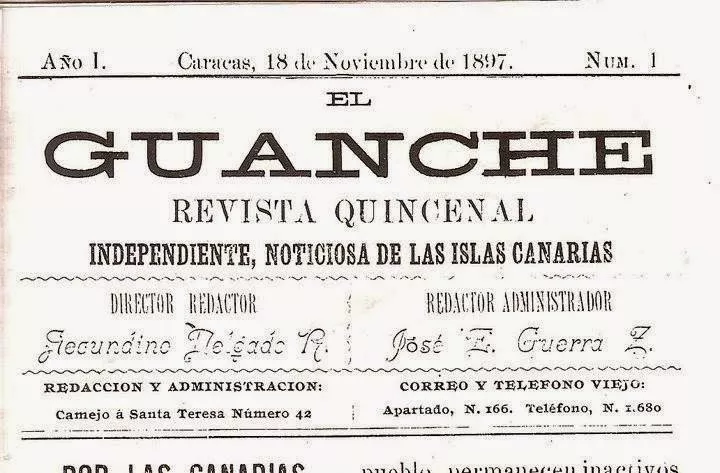 Año I. Caracas, 18 de Noviembre de 1897. NUM. 1
EL
GUANCHE
REVISTA QUINCENAL
INDEPENDIENTE, NOTICIOSA DE LAS ISLAS CANARIAS
DIRECTOR REDACTOR
Secundino Delgado R.
REDACTOR ADMINISTRADOR
José E. Guerra Z.
REDACCION Y ADMINISTRACION:
Camejo á Santa Teresa Número 42
CORREO Y TELEFONO VIEJO:
Apartado, N. 166. Teléfono, N. 1.680
POR LAS CANARIAS
pueblo, permanecen inactivos